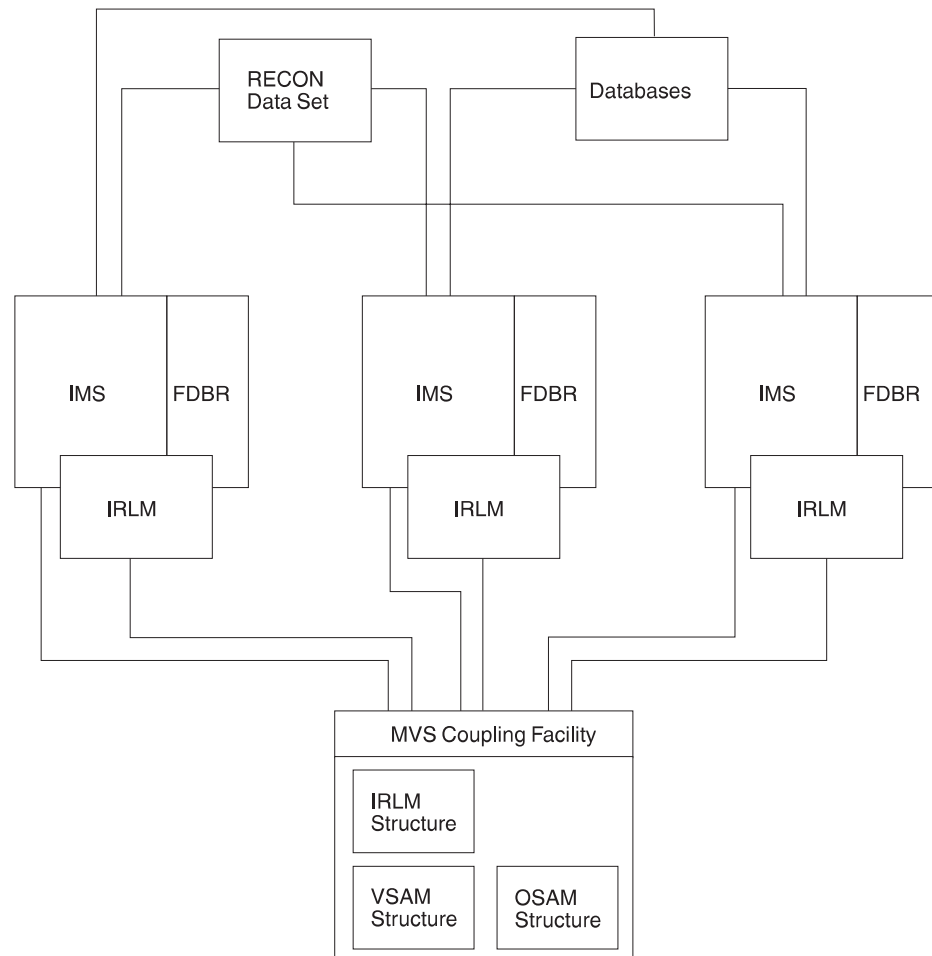 RECON
Data Set
Databases
IMS
FDBR
IMS
FDBR
IMS
FDBR
IRLM
IRLM
IRLM
MVS Coupling Facility
IRLM
Structure
VSAM
Structure
OSAM
Structure